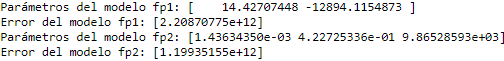 Parámetros del modelo fp1: [    14.42707448 -12894.1154873 ]
Error del modelo fp1: [2.20870775e+12]
Parámetros del modelo fp2: [1.43634350e-03 4.22725336e-01 9.86528593e+03]
Error del modelo fp2: [1.19935155e+12]